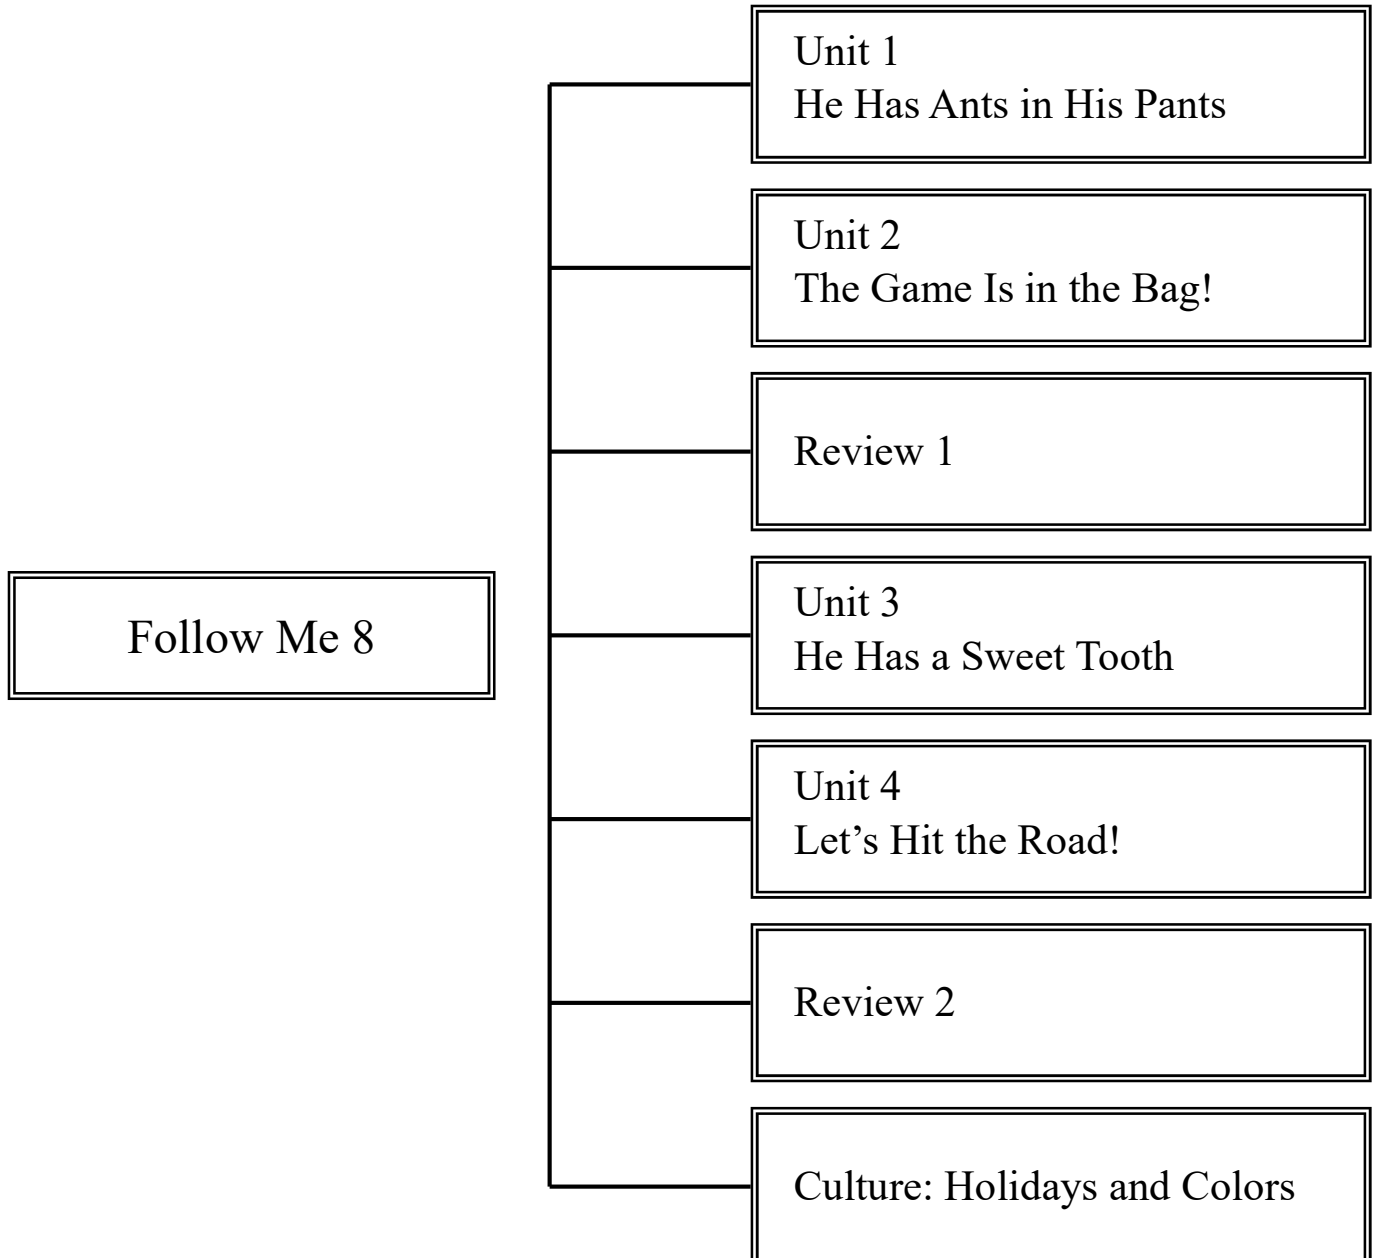 Follow Me 8
Unit 1
He Has Ants in His Pants
Unit 2
The Game Is in the Bag!
Review 1
Unit 3
He Has a Sweet Tooth
Unit 4
Let’s Hit the Road!
Review 2
Culture: Holidays and Colors